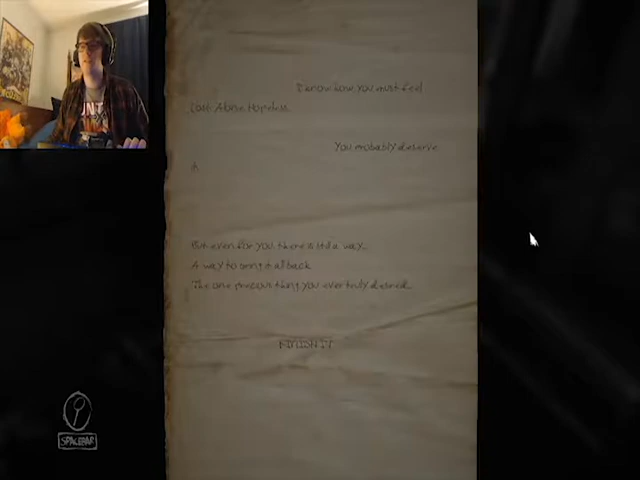 I know how you must feel
Lost. Alone. Hopeless.
You probably deserve
it.
But even for you there is still a way.
A way to bring it all back
The one precious thing you ever truly desired...
FINISH IT
SPACEBAR